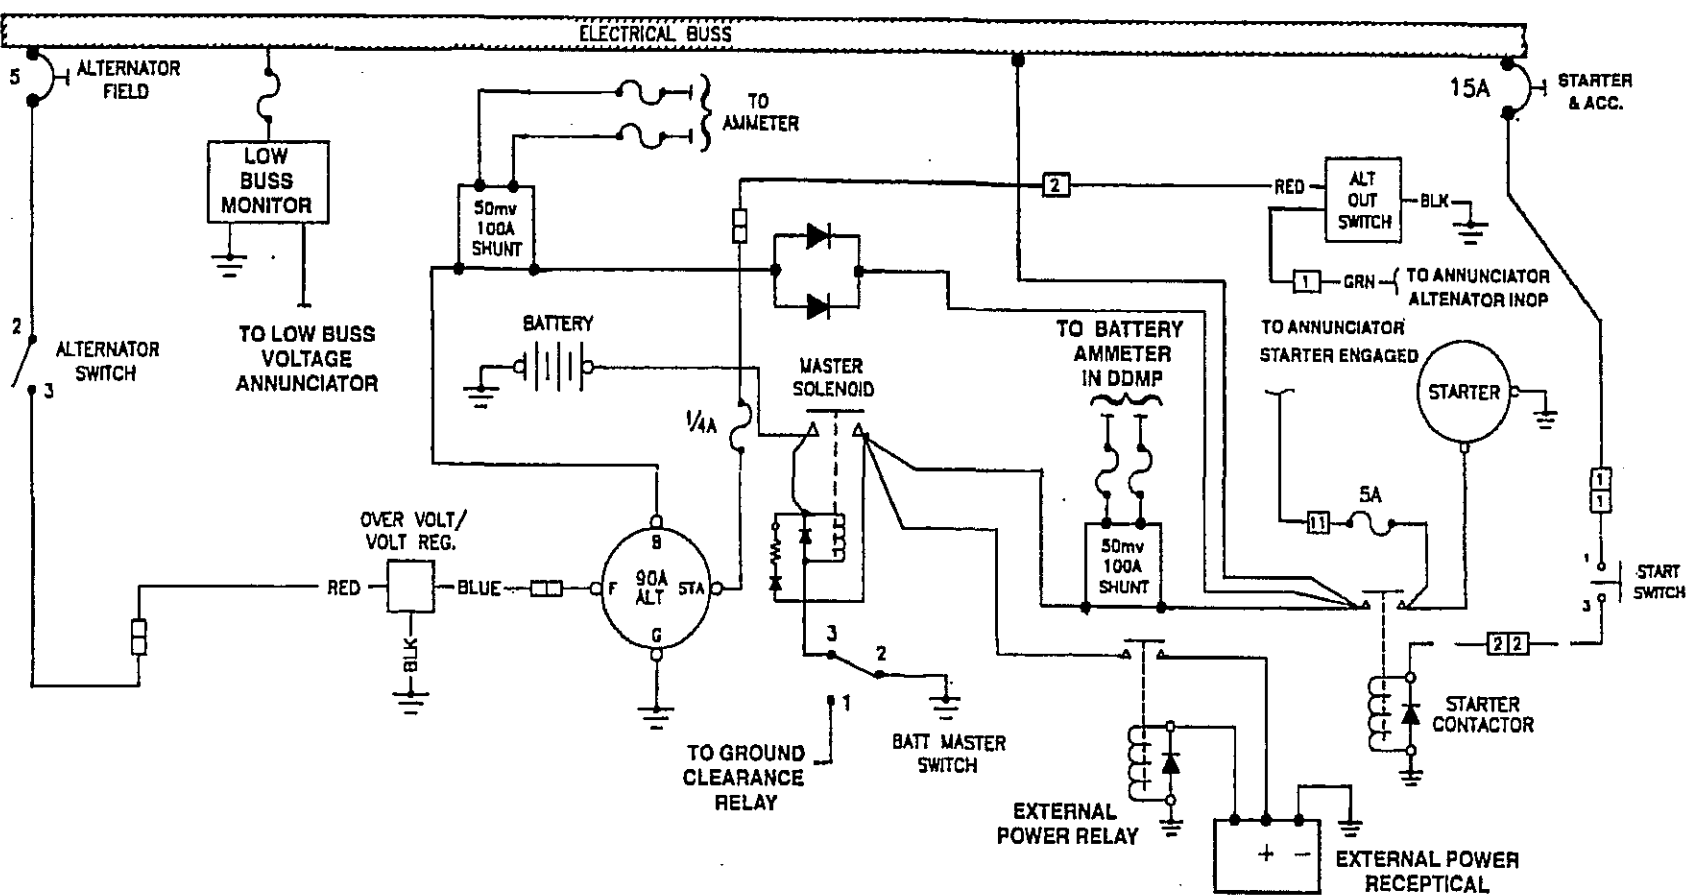 ELECTRICAL BUSS
5
ALTERNATOR
FIELD
LOW
BUSS
MONITOR
TO LOW BUSS
VOLTAGE
ANNUNCIATOR
2
ALTERNATOR
SWITCH
3
TO
AMMETER
50mv
100A
SHUNT
BATTERY
1/4A
MASTER
SOLENOID
2
RED
ALT
OUT
SWITCH
BLK
1
GRN
TO ANNUNCIATOR
ALTENATOR INOP
15A
STARTER
& ACC.
TO BATTERY
AMMETER
IN DDMP
TO ANNUNCIATOR
STARTER ENGAGED
STARTER
5A
11
50mv
100A
SHUNT
1
1
1
START
SWITCH
3
2 2
OVER VOLT/
VOLT REG.
RED
BLUE
BLK
B
F
90A
ALT
STA
G
3
2
1
BATT MASTER
SWITCH
TO GROUND
CLEARANCE
RELAY
STARTER
CONTACTOR
EXTERNAL
POWER RELAY
+ −
EXTERNAL POWER
RECEPTICAL